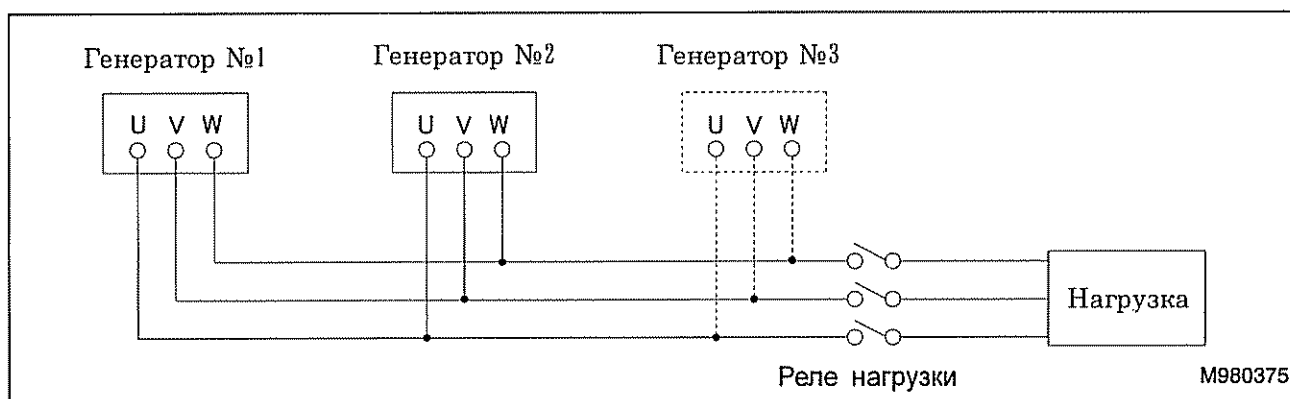 Генератор №1 Генератор №2 Генератор №3
U V W U V W U V W
Нагрузка
Реле нагрузки M980375